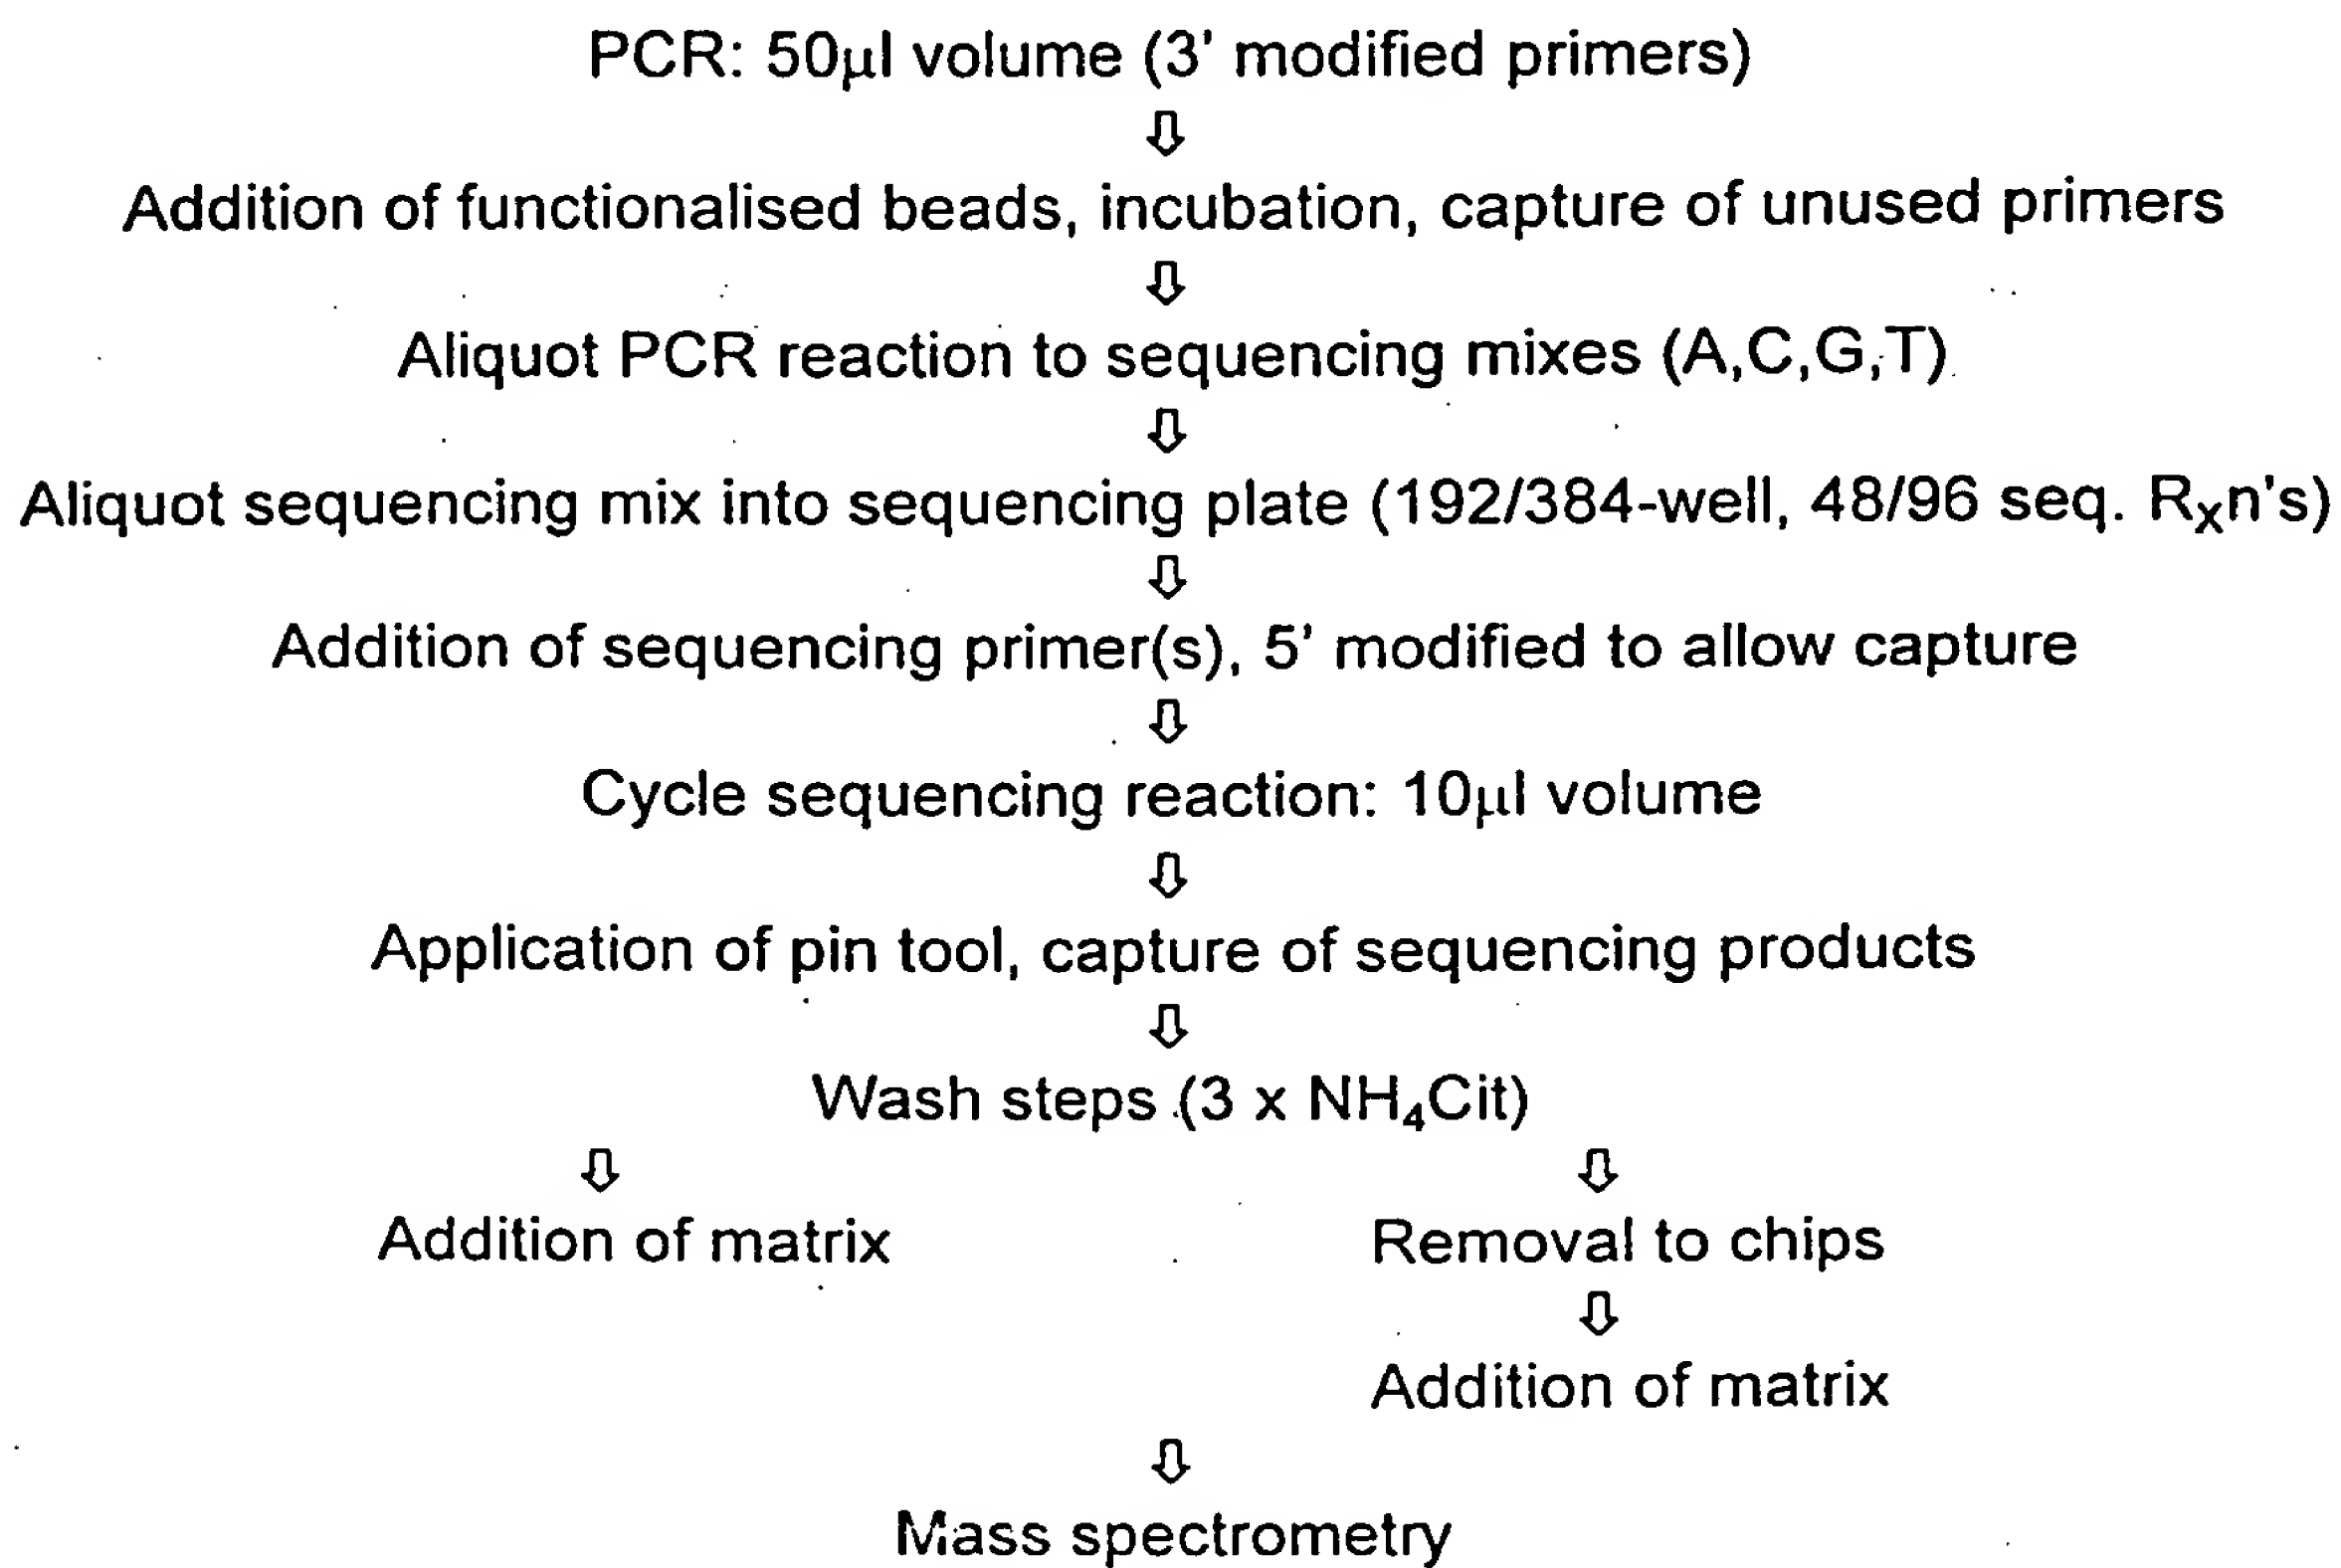 PCR: 50µl volume (3' modified primers)
⇩
Addition of functionalised beads, incubation, capture of unused primers
⇩
Aliquot PCR reaction to sequencing mixes (A,C,G,T)
⇩
Aliquot sequencing mix into sequencing plate (192/384-well, 48/96 seq. Rₓn's)
⇩
Addition of sequencing primer(s), 5' modified to allow capture
⇩
Cycle sequencing reaction: 10µl volume
⇩
Application of pin tool, capture of sequencing products
⇩
Wash steps (3 x NH₄Cit)
⇩ ⇩
Addition of matrix Removal to chips
⇩
Addition of matrix
⇩
Mass spectrometry